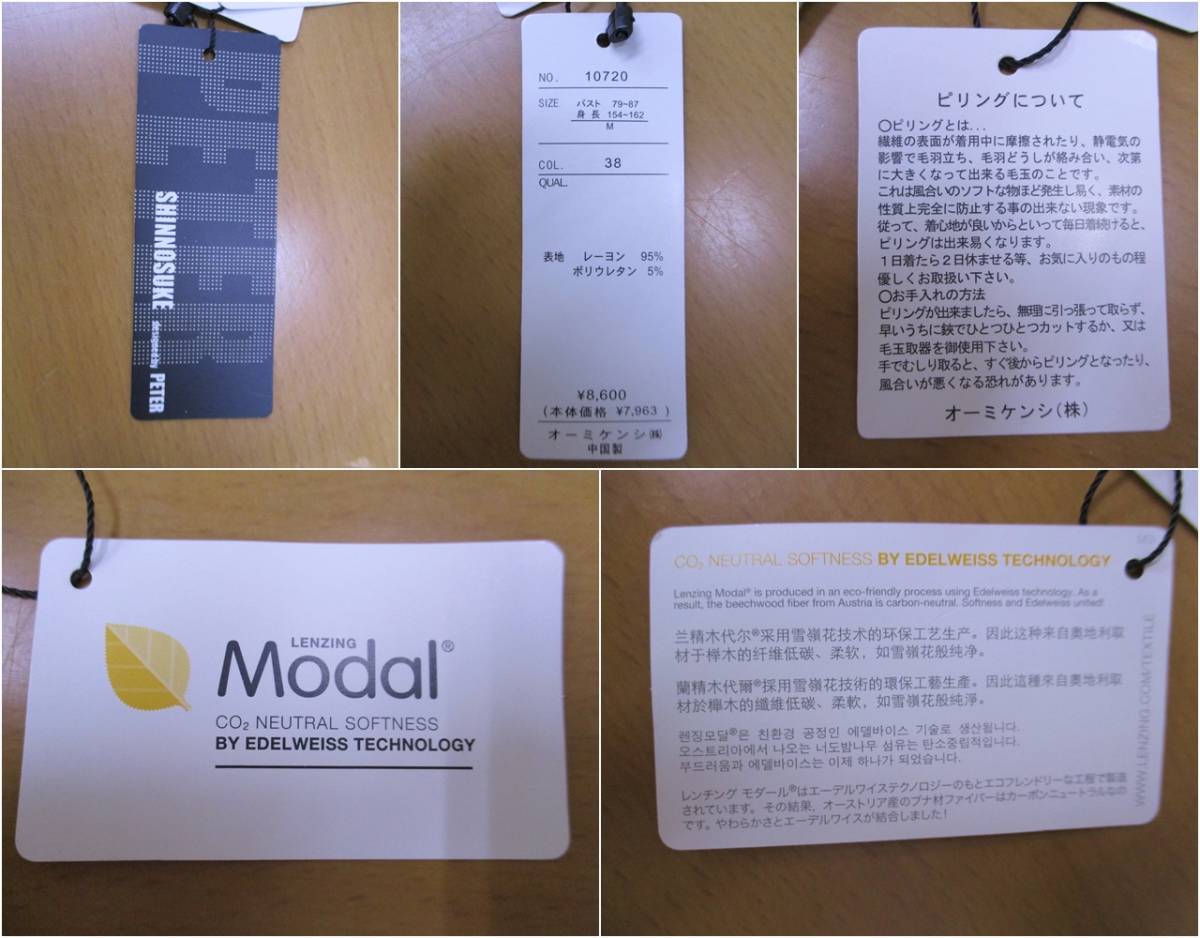 PETER
SHINNOSUKE designed by PETER
NO. 10720
SIZE バスト 79~87
身長 154~162
M
COL. 38
QUAL.
表地 レーヨン 95%
ポリウレタン 5%
¥8,600
(本体価格 ¥7,963 )
オーミケンシ㈱
中国製
ピリングについて
○ピリングとは...
繊維の表面が着用中に摩擦されたり、静電気の
影響で毛羽立ち、毛羽どうしが絡み合い、次第
に大きくなって出来る毛玉のことです。
これは風合いのソフトな物ほど発生し易く、素材の
性質上完全に防止する事の出来ない現象です。
従って、着心地が良いからといって毎日着続けると、
ピリングは出来易くなります。
1日着たら2日休ませる等、お気に入りのもの程
優しくお取扱い下さい。
○お手入れの方法
ピリングが出来ましたら、無理に引っ張って取らず、
早いうちに鋏でひとつひとつカットするか、又は
毛玉取器を御使用下さい。
手でむしり取ると、すぐ後からピリングとなったり、
風合いが悪くなる恐れがあります。
オーミケンシ(株)
LENZING
Modal®
CO₂ NEUTRAL SOFTNESS
BY EDELWEISS TECHNOLOGY
CO₂ NEUTRAL SOFTNESS BY EDELWEISS TECHNOLOGY
Lenzing Modal® is produced in an eco-friendly process using Edelweiss technology. As a
result, the beechwood fiber from Austria is carbon-neutral. Softness and Edelweiss united!
兰精木代尔®采用雪嶺花技术的环保工艺生产。因此这种来自奥地利取
材于榉木的纤维低碳、柔软，如雪嶺花般纯净。
蘭精木代爾®採用雪嶺花技術的環保工藝生產。因此這種來自奧地利取
材於櫸木的纖維低碳、柔軟，如雪嶺花般純淨。
렌징모달®은 친환경 공정인 에델바이스 기술로 생산됩니다.
오스트리아에서 나오는 너도밤나무 섬유는 탄소중립적입니다.
부드러움과 에델바이스는 이제 하나가 되었습니다.
レンチング モダール®はエーデルワイステクノロジーのもとエコフレンドリーな工程で製造
されています。その結果、オーストリア産のブナ材ファイバーはカーボンニュートラルなの
です。やわらかさとエーデルワイスが結合しました!
WWW.LENZING.COM/TEXTILE